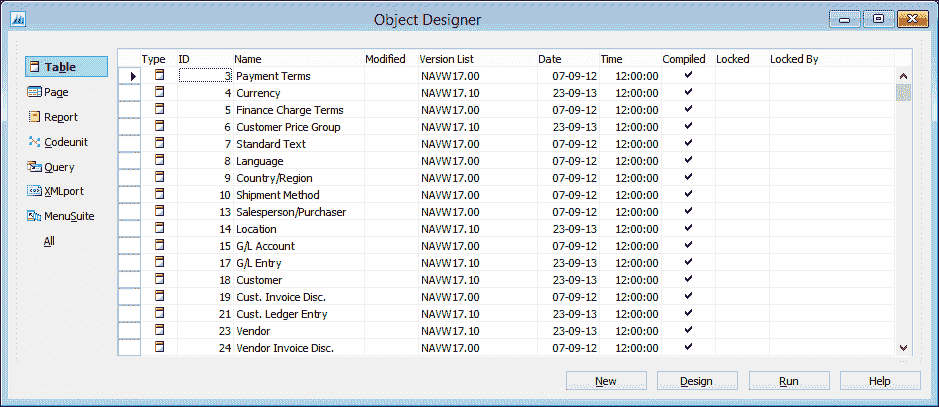 Object Designer
Type ID Name Modified Version List Date Time Compiled Locked Locked By
Table
Page
Report
Codeunit
Query
XMLport
MenuSuite
All
3 Payment Terms NAVW17.00 07-09-12 12:00:00
4 Currency NAVW17.10 23-09-13 12:00:00
5 Finance Charge Terms NAVW17.00 07-09-12 12:00:00
6 Customer Price Group NAVW17.10 23-09-13 12:00:00
7 Standard Text NAVW17.00 07-09-12 12:00:00
8 Language NAVW17.00 07-09-12 12:00:00
9 Country/Region NAVW17.00 07-09-12 12:00:00
10 Shipment Method NAVW17.00 07-09-12 12:00:00
13 Salesperson/Purchaser NAVW17.00 07-09-12 12:00:00
14 Location NAVW17.10 23-09-13 12:00:00
15 G/L Account NAVW17.00 07-09-12 12:00:00
17 G/L Entry NAVW17.10 23-09-13 12:00:00
18 Customer NAVW17.10 23-09-13 12:00:00
19 Cust. Invoice Disc. NAVW17.00 07-09-12 12:00:00
21 Cust. Ledger Entry NAVW17.10 23-09-13 12:00:00
23 Vendor NAVW17.10 23-09-13 12:00:00
24 Vendor Invoice Disc. NAVW17.00 07-09-12 12:00:00
New Design Run Help